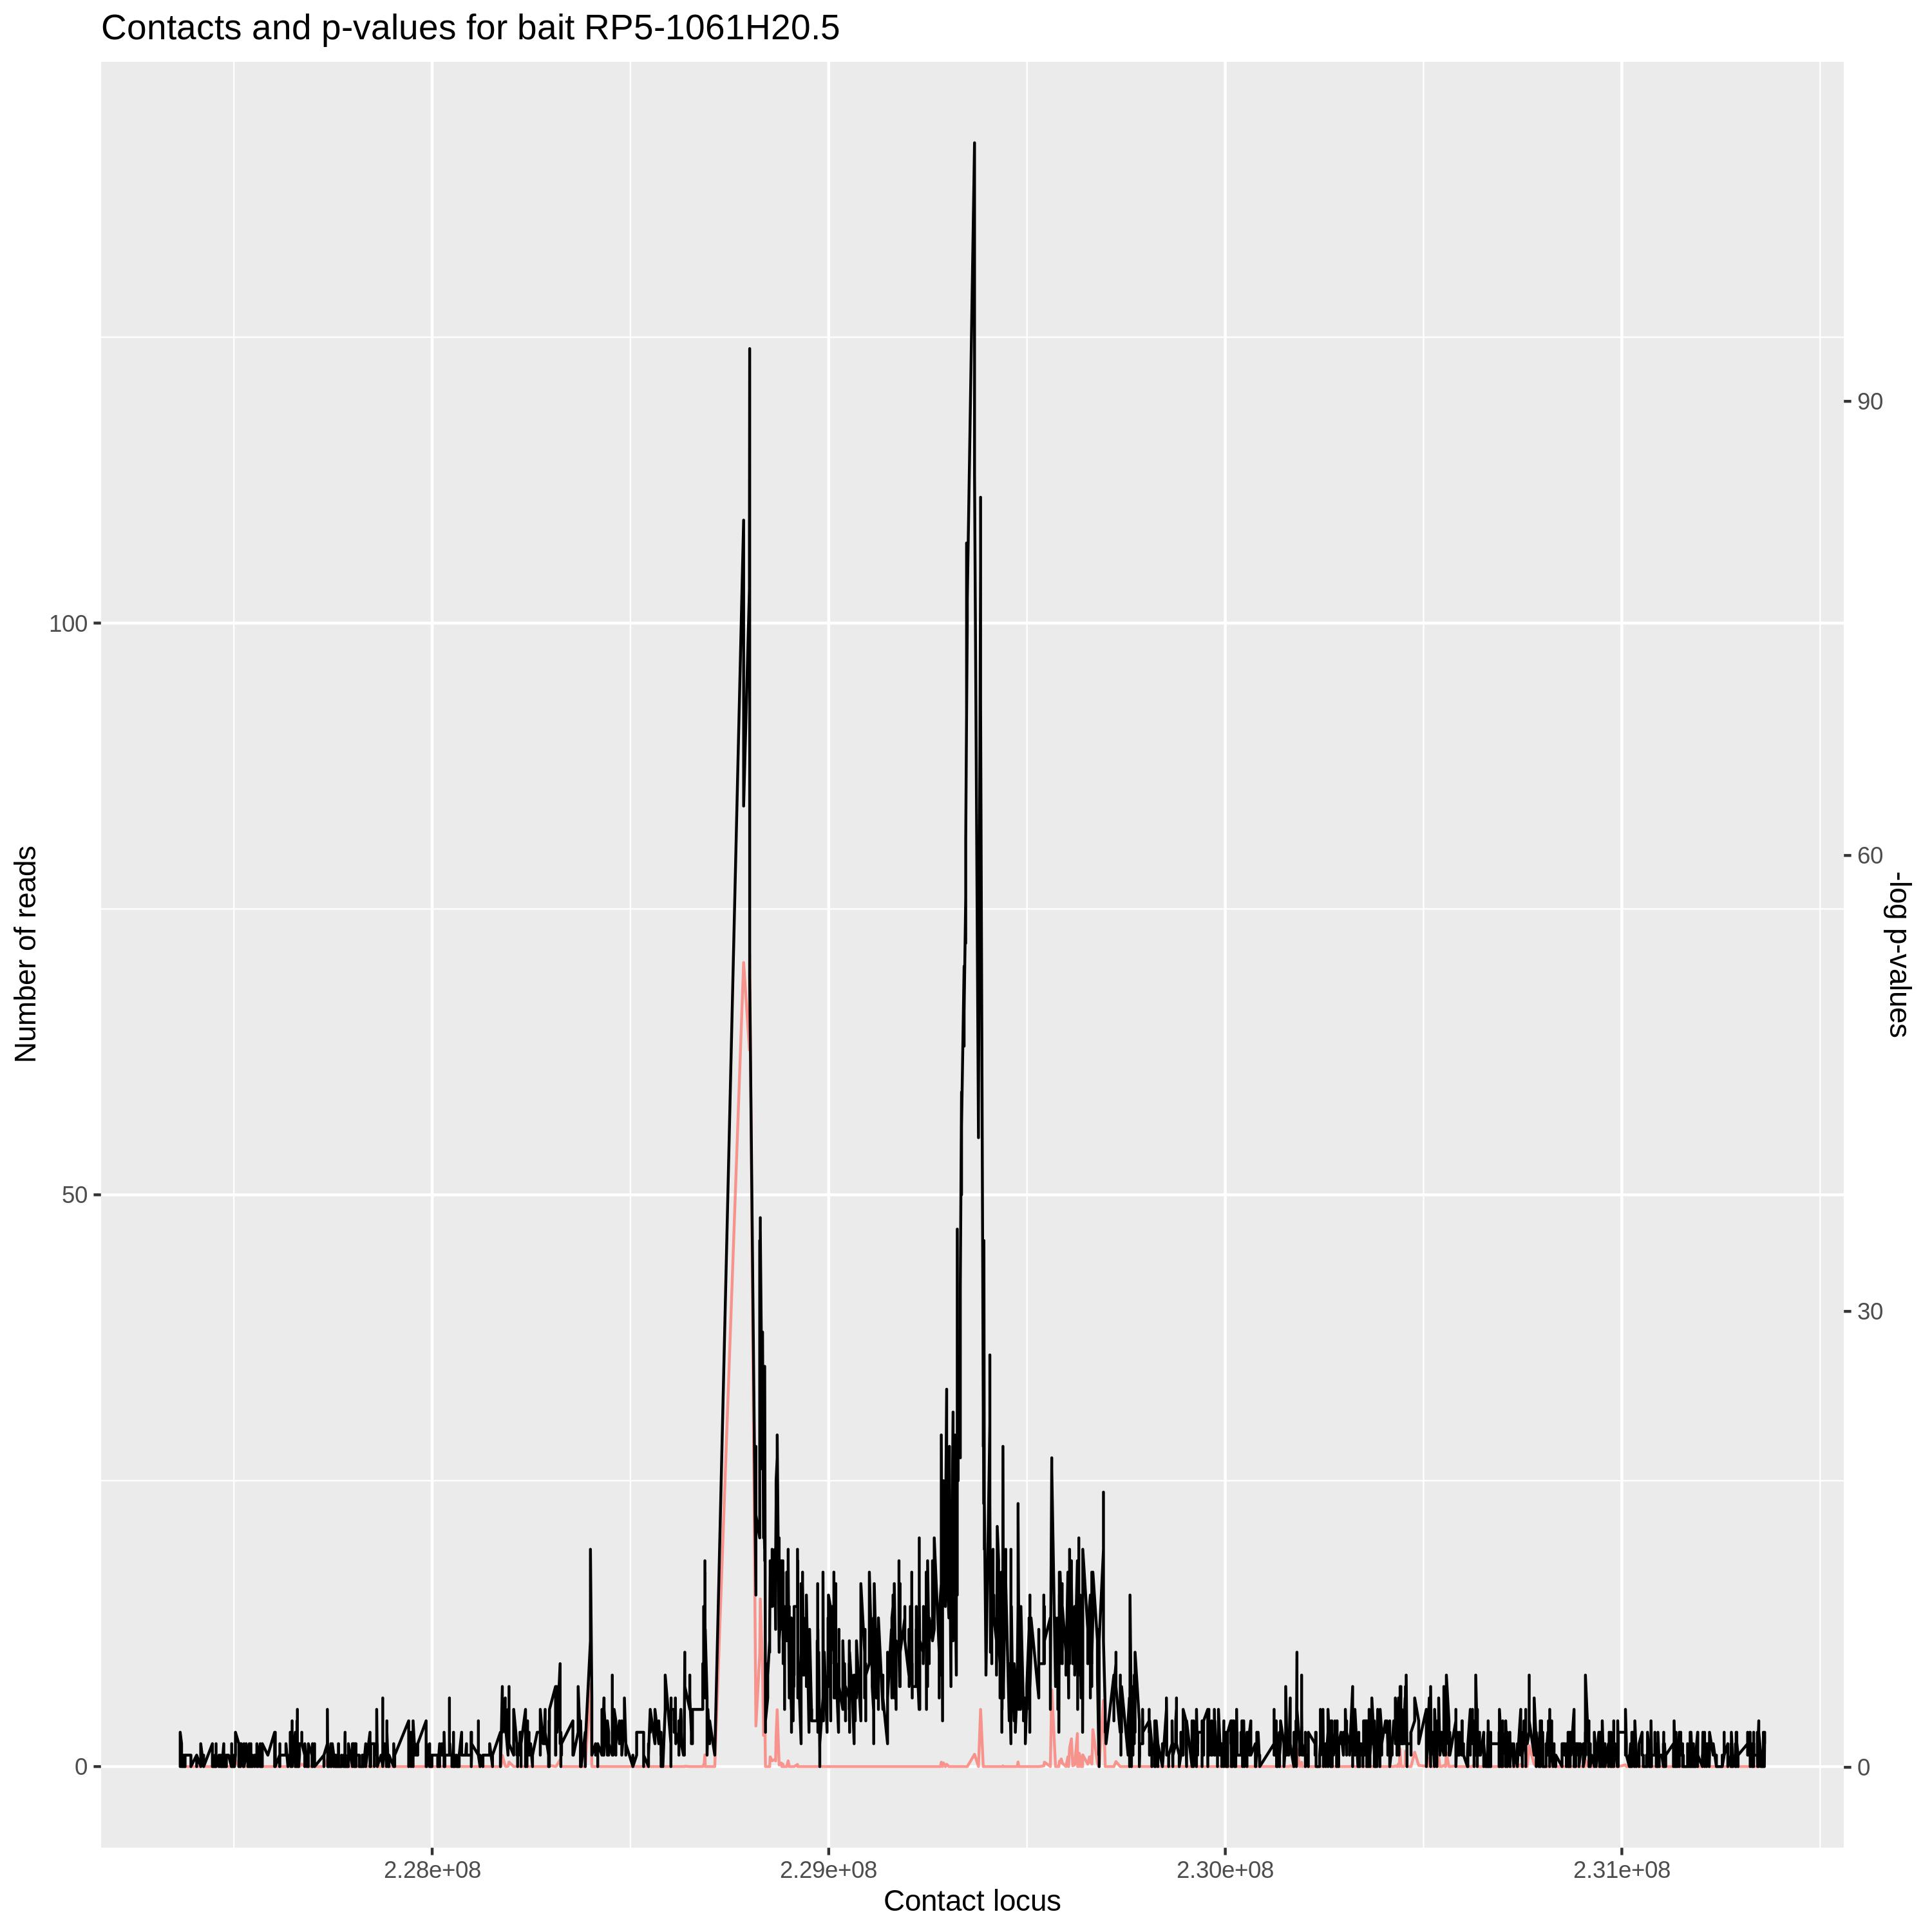 Contacts and p-values for bait RP5-1061H20.5
Number of reads
100
50
0
90
60
30
0
-log p-values
2.28e+08 2.29e+08 2.30e+08 2.31e+08
Contact locus